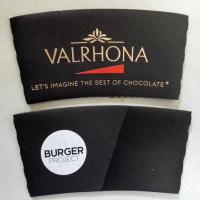 VALRHONA
LET'S IMAGINE THE BEST OF CHOCOLATE®
BURGER
PROJECT